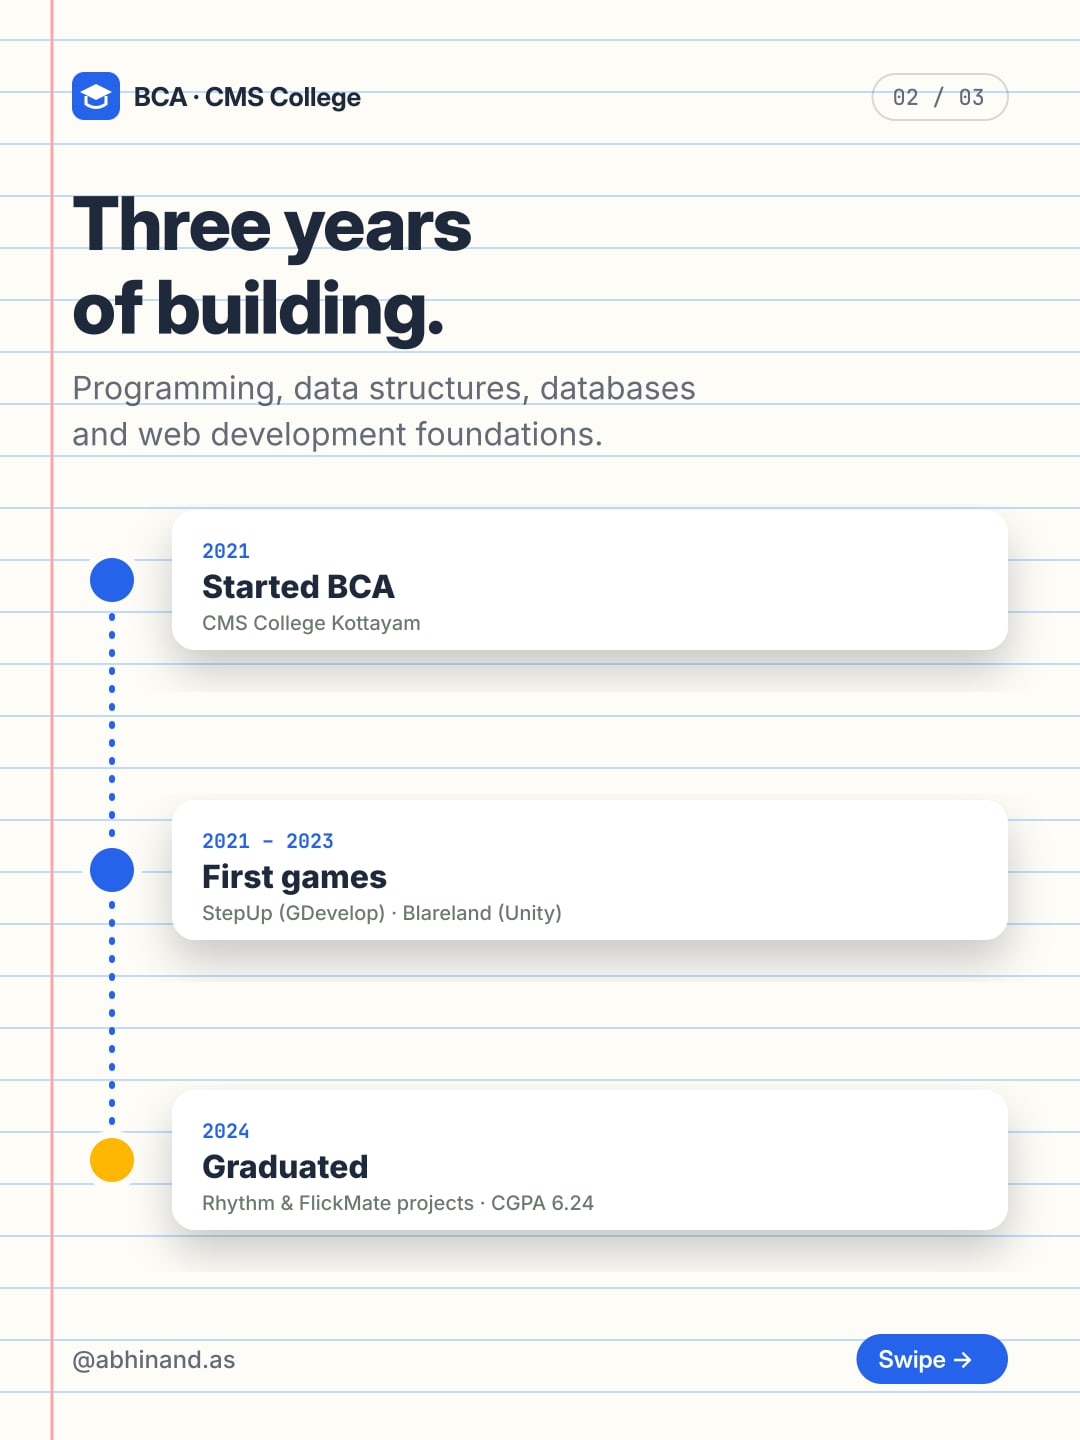 BCA · CMS College
02 / 03
Three years
of building.
Programming, data structures, databases
and web development foundations.
2021
Started BCA
CMS College Kottayam
2021 – 2023
First games
StepUp (GDevelop) · Blareland (Unity)
2024
Graduated
Rhythm & FlickMate projects · CGPA 6.24
@abhinand.as
Swipe →